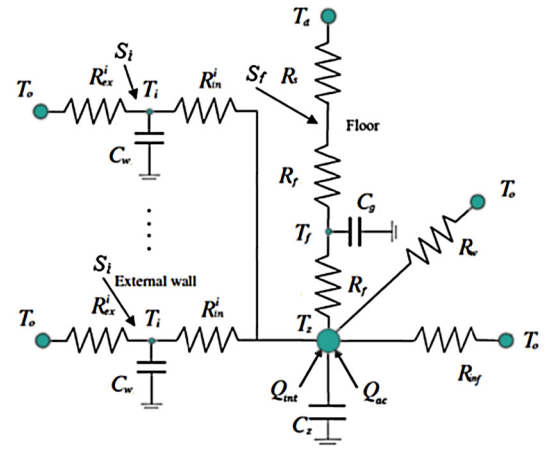 T_d
S_i
R^i_ex
T_i
R^i_in
S_f
R_s
T_o
Floor
C_w
R_f
C_g
T_o
T_f
R_w
S_i
External wall
R^i_ex
T_i
R^i_in
R_f
T_o
T_z
T_o
C_w
Q_int
Q_ac
R_inf
C_z